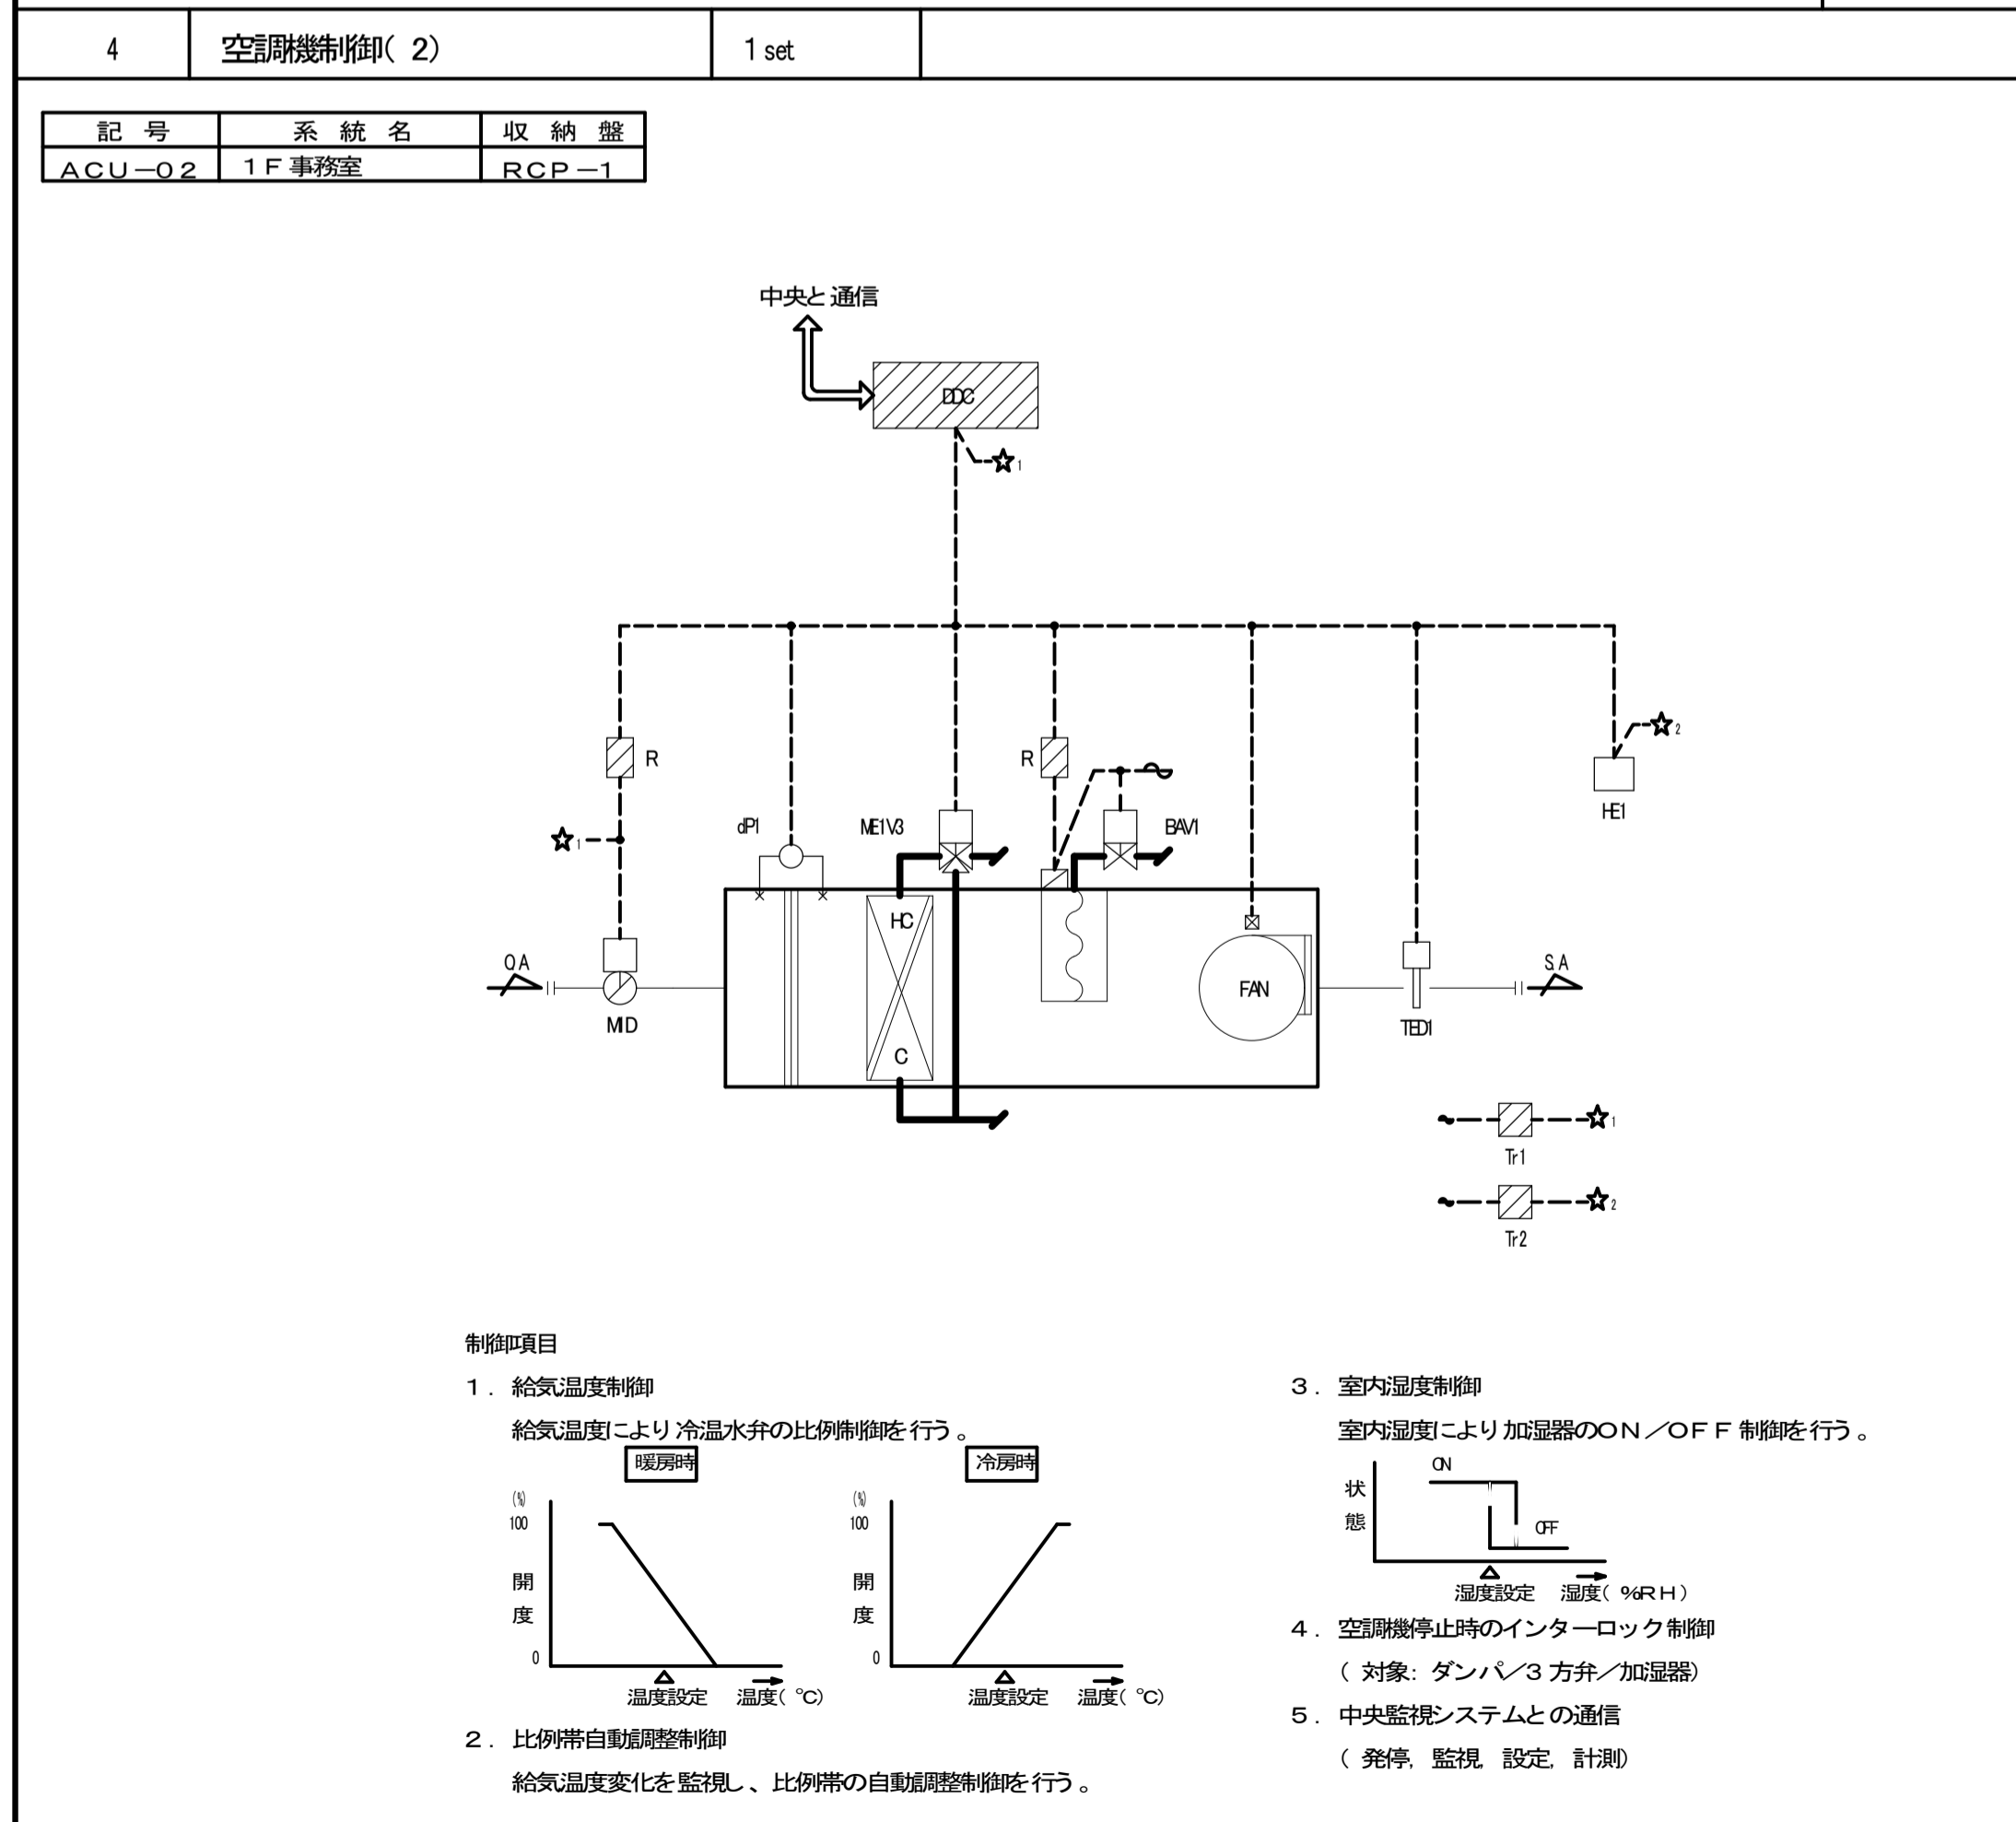 4 空調機制御(2) 1 set
記号 系統名 収納盤
ACU-02 1F事務室 RCP-1
中央と通信
DDC
☆1
R
R
☆2
HE1
☆1
dP1
ME1V3
BAV1
HC
O.A
S.A
FAN
MID
TED1
C
☆1
Tr1
☆2
Tr2
制御項目
1. 給気温度制御
給気温度により冷温水弁の比例制御を行う。
暖房時
(%)
100
開度
0
温度設定 温度(°C)
冷房時
(%)
100
開度
0
温度設定 温度(°C)
2. 比例帯自動調整制御
給気温度変化を監視し、比例帯の自動調整制御を行う。
3. 室内湿度制御
室内湿度により加湿器のON/OFF制御を行う。
ON
状態
OFF
湿度設定 湿度(%RH)
4. 空調機停止時のインターロック制御
(対象:ダンパ/3方弁/加湿器)
5. 中央監視システムとの通信
(発停,監視,設定,計測)